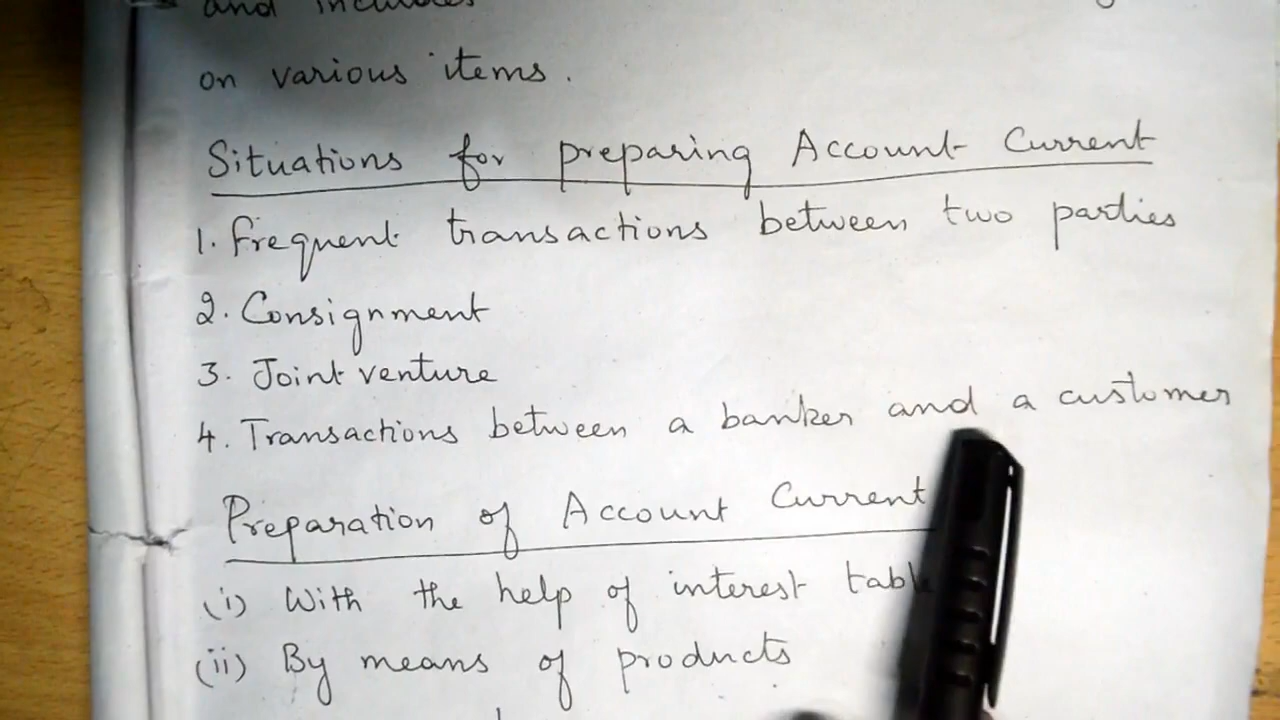 and includes
on various items.
Situations for preparing Account Current
1. Frequent transactions between two parties
2. Consignment
3. Joint venture
4. Transactions between a banker and a customer
Preparation of Account Current
(i) With the help of interest
(ii) By means of products